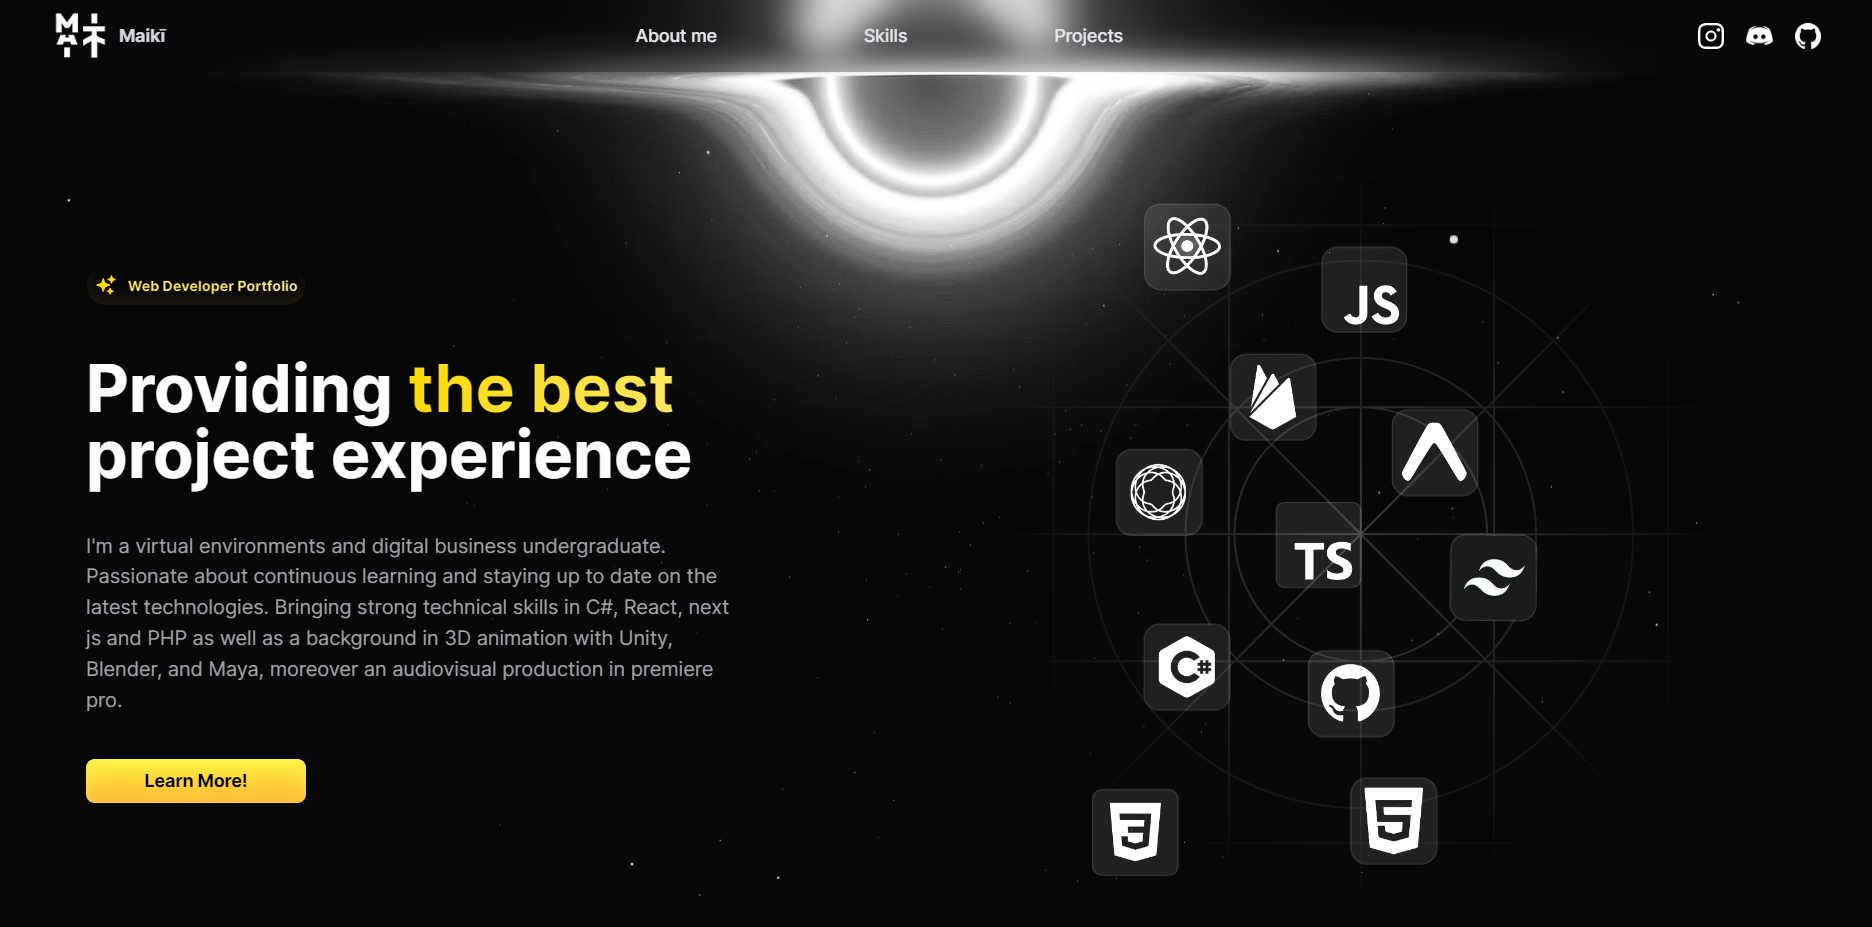 Maikī
About me
Skills
Projects
Web Developer Portfolio
Providing the best
project experience
I'm a virtual environments and digital business undergraduate.
Passionate about continuous learning and staying up to date on the
latest technologies. Bringing strong technical skills in C#, React, next
js and PHP as well as a background in 3D animation with Unity,
Blender, and Maya, moreover an audiovisual production in premiere
pro.
Learn More!
JS
TS
C#
3
5